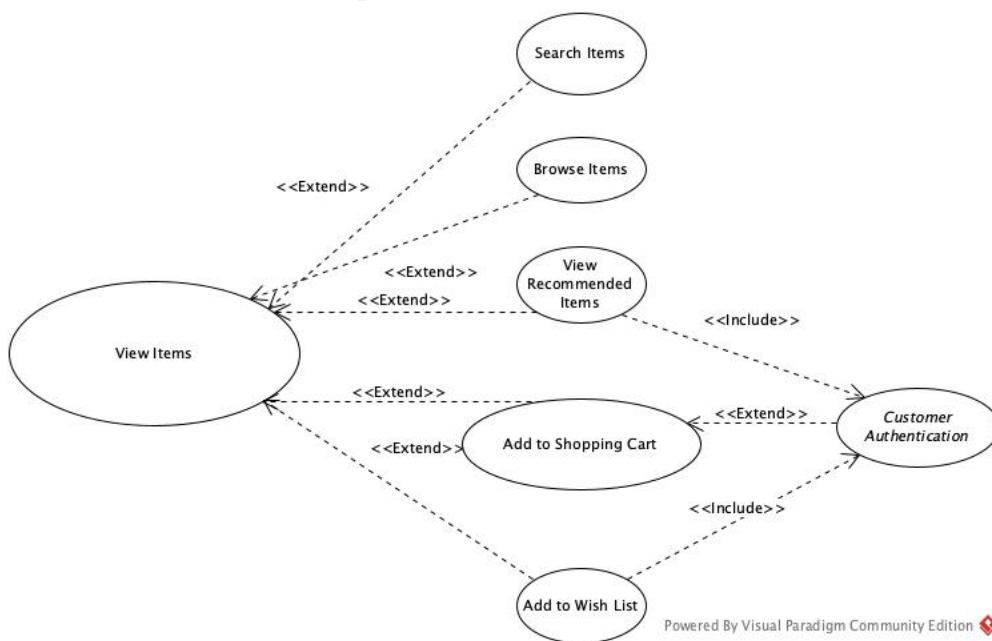 Search Items
<<Extend>>
Browse Items
<<Extend>>
View
Recommended
Items
<<Extend>>
<<Include>>
View Items
<<Extend>>
<<Extend>>
Customer
Authentication
<<Extend>>
Add to Shopping Cart
<<Include>>
Add to Wish List
Powered By Visual Paradigm Community Edition